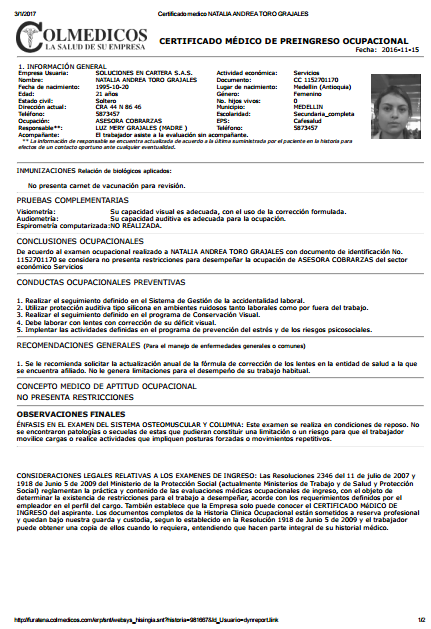 3/1/2017 Certificado medico NATALIA ANDREA TORO GRAJALES
COLMEDICOS
LA SALUD DE SU EMPRESA
CERTIFICADO MÉDICO DE PREINGRESO OCUPACIONAL
Fecha: 2016-11-15
1. INFORMACIÓN GENERAL
Empresa Usuaria: SOLUCIONES EN CARTERA S.A.S. Actividad económica: Servicios
Nombre: NATALIA ANDREA TORO GRAJALES Documento: CC 1152701170
Fecha de nacimiento: 1995-10-20 Lugar de nacimiento: Medellin (Antioquia)
Edad: 21 años Género: Femenino
Estado civil: Soltero No. hijos vivos: 0
Dirección actual: CRA 44 N 86 46 Municipio: MEDELLIN
Teléfono: 5873457 Escolaridad: Secundaria_completa
Ocupación: ASESORA COBRARZAS EPS: Cafesalud
Responsable**: LUZ MERY GRAJALES (MADRE ) Teléfono: 5873457
Acompañante: El trabajador asiste a la evaluación sin acompañante.
** La información de responsable se encuentra actualizada de acuerdo a la última suministrada por el paciente en la historia para
efectos de un contacto oportuno ante cualquier eventualidad.
INMUNIZACIONES Relación de biológicos aplicados:
No presenta carnet de vacunación para revisión.
PRUEBAS COMPLEMENTARIAS
Visiometría: Su capacidad visual es adecuada, con el uso de la corrección formulada.
Audiometría: Su capacidad auditiva es adecuada para la ocupación.
Espirometría computarizada:NO REALIZADA.
CONCLUSIONES OCUPACIONALES
De acuerdo al examen ocupacional realizado a NATALIA ANDREA TORO GRAJALES con documento de identificación No.
1152701170 se considera no presenta restricciones para desempeñar la ocupación de ASESORA COBRARZAS del sector
económico Servicios
CONDUCTAS OCUPACIONALES PREVENTIVAS
1. Realizar el seguimiento definido en el Sistema de Gestión de la accidentalidad laboral.
2. Utilizar protección auditiva tipo silicona en ambientes ruidosos tanto laborales como por fuera del trabajo.
3. Realizar el seguimiento definido en el programa de Conservación Visual.
4. Debe laborar con lentes con corrección de su déficit visual.
5. Implentar las actividades definidas en el programa de prevención del estrés y de los riesgos psicosociales.
RECOMENDACIONES GENERALES (Para el manejo de enfermedades generales o comunes)
1. Se le recomienda solicitar la actualización anual de la fórmula de corrección de los lentes en la entidad de salud a la que
se encuentra afiliado. No le genera limitaciones para el desempeño de su trabajo habitual.
CONCEPTO MEDICO DE APTITUD OCUPACIONAL
NO PRESENTA RESTRICCIONES
OBSERVACIONES FINALES
ÉNFASIS EN EL EXAMEN DEL SISTEMA OSTEOMUSCULAR Y COLUMNA: Este examen se realiza en condiciones de reposo. No
se encontraron patologías o secuelas de estas que pudieran constituir una limitación o un riesgo para que el trabajador
movilice cargas o realice actividades que impliquen posturas forzadas o movimientos repetitivos.
CONSIDERACIONES LEGALES RELATIVAS A LOS EXAMENES DE INGRESO: Las Resoluciones 2346 del 11 de julio de 2007 y
1918 de Junio 5 de 2009 del Ministerio de la Protección Social (actualmente Ministerios de Trabajo y de Salud y Protección
Social) reglamentan la práctica y contenido de las evaluaciones médicas ocupacionales de ingreso, con el objeto de
determinar la existencia de restricciones para el trabajo a desempeñar, acorde con los requerimientos definidos por el
empleador en el perfil del cargo. También establece que la Empresa solo puede conocer el CERTIFICADO MéDICO DE
INGRESO del aspirante. Los documentos completos de la Historia Clínica Ocupacional están sometidos a reserva profesional
y quedan bajo nuestra guarda y custodia, segun lo establecido en la Resolución 1918 de Junio 5 de 2009 y el trabajador
puede obtener una copia de ellos cuando lo requiera, entendiendo que hacen parte integral de su historial médico.
http://furatena.colmedicos.com/erp/snt/websys_hisingia.snt?historia=981667&Id_Usuario=dynreport.link 1/2